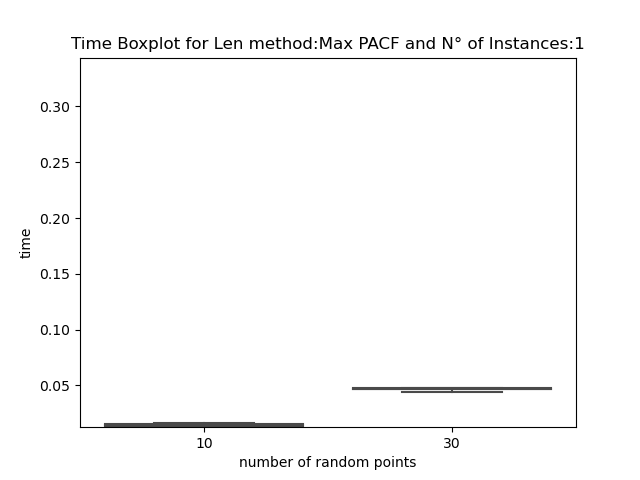 Time Boxplot for Len method:Max PACF and N° of Instances:1
0.30
0.25
0.20
0.15
0.10
0.05
time
10 30
number of random points